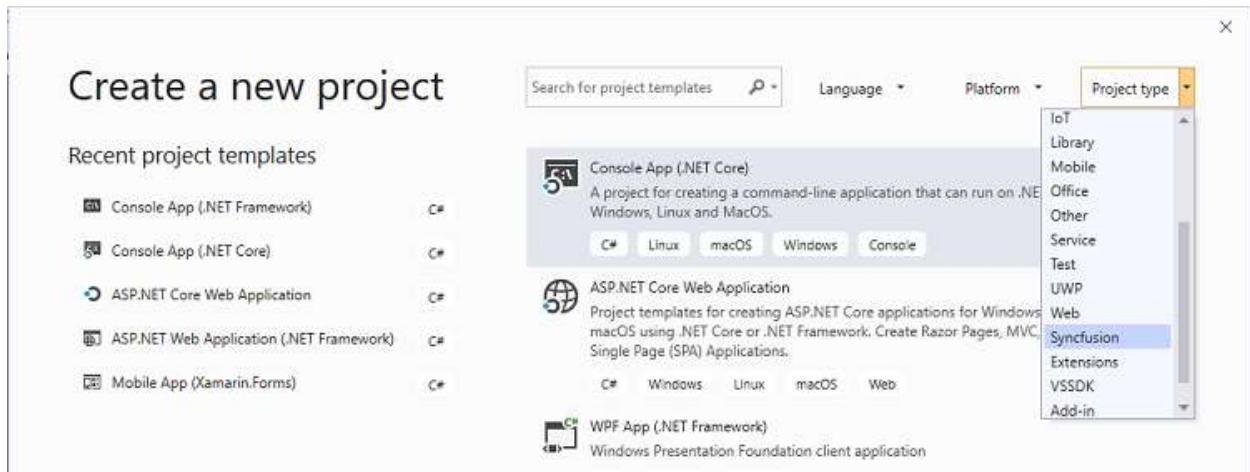 Create a new project
Recent project templates
Console App (.NET Framework) C#
Console App (.NET Core) C#
ASP.NET Core Web Application C#
ASP.NET Web Application (.NET Framework) C#
Mobile App (Xamarin.Forms) C#
Search for project templates
Language
Platform
Project type
Console App (.NET Core)
A project for creating a command-line application that can run on .NE
Windows, Linux and MacOS.
C# Linux macOS Windows Console
ASP.NET Core Web Application
Project templates for creating ASP.NET Core applications for Windows
macOS using .NET Core or .NET Framework. Create Razor Pages, MVC,
Single Page (SPA) Applications.
C# Windows Linux macOS Web
WPF App (.NET Framework)
Windows Presentation Foundation client application
IoT
Library
Mobile
Office
Other
Service
Test
UWP
Web
Syncfusion
Extensions
VSSDK
Add-in